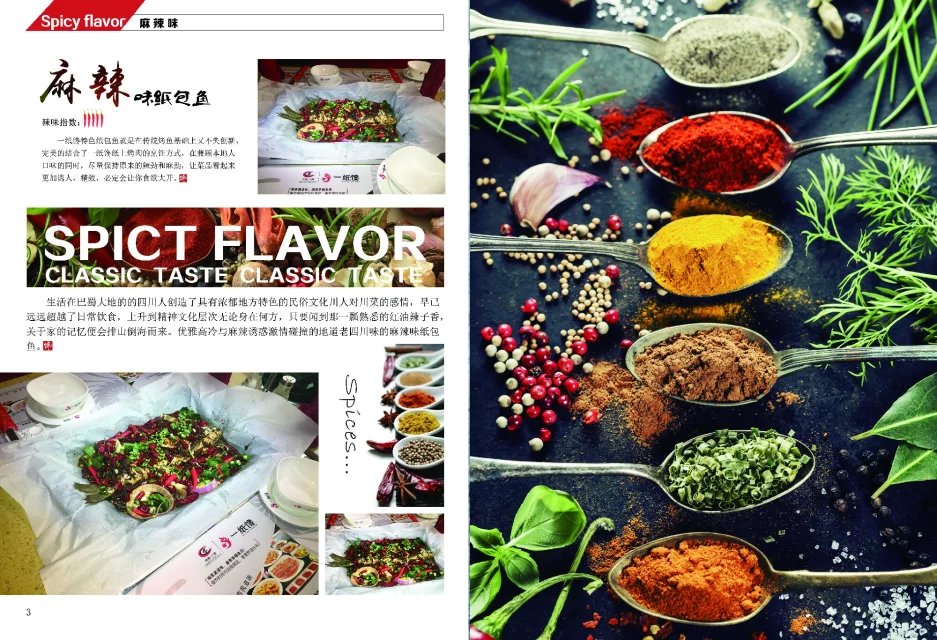 Spicy flavor
麻辣味
麻辣味纸包鱼
辣味指数:
一纸馋特色纸包鱼就是在传统烤鱼基础上又不失创新,
完美的结合了一纸馋纸上烤肉的烹饪方式，在兼顾本地人
口味的同时，尽量保持原来的辣劲和麻劲，让菜品看起来
更加诱人，精致，必定会让你食欲大开。
SPICT FLAVOR
CLASSIC TASTE CLASSIC TASTE
生活在巴蜀大地的的四川人创造了具有浓郁地方特色的民俗文化川人对川菜的感情，早已
远远超越了日常饮食，上升到精神文化层次无论身在何方，只要闻到那一瓢熟悉的红油辣子香,
关于家的记忆便会排山倒海而来。优雅高冷与麻辣诱惑激情碰撞的地道老四川味的麻辣味纸包
鱼。
Spices...
一纸馋
3